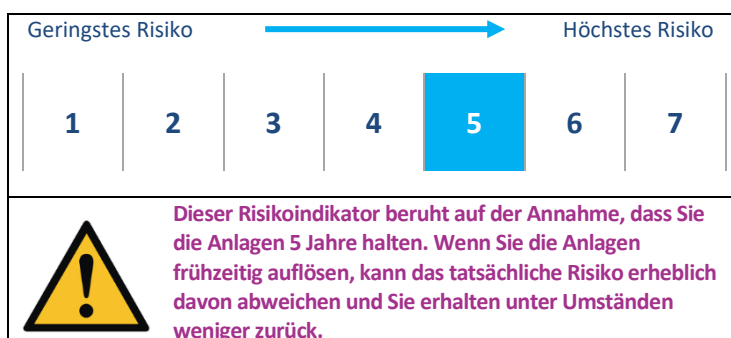 Geringstes Risiko Höchstes Risiko
1 2 3 4 5 6 7
Dieser Risikoindikator beruht auf der Annahme, dass Sie
die Anlagen 5 Jahre halten. Wenn Sie die Anlagen
frühzeitig auflösen, kann das tatsächliche Risiko erheblich
davon abweichen und Sie erhalten unter Umständen
weniger zurück.